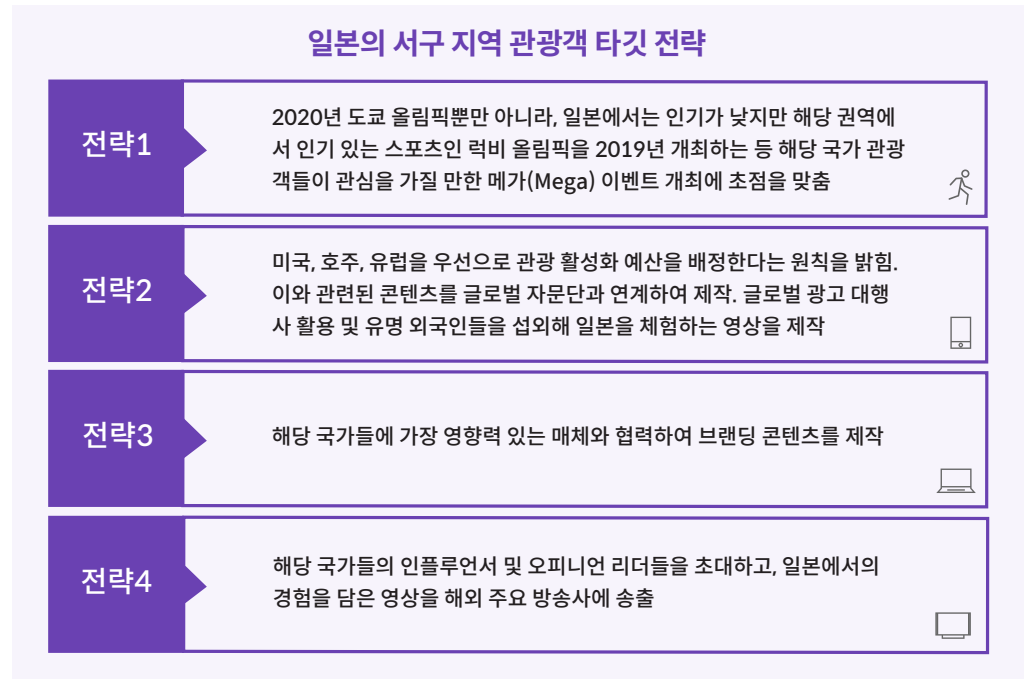 일본의 서구 지역 관광객 타깃 전략
전략1
2020년 도쿄 올림픽뿐만 아니라, 일본에서는 인기가 낮지만 해당 권역에
서 인기 있는 스포츠인 럭비 올림픽을 2019년 개최하는 등 해당 국가 관광
객들이 관심을 가질 만한 메가(Mega) 이벤트 개최에 초점을 맞춤
전략2
미국, 호주, 유럽을 우선으로 관광 활성화 예산을 배정한다는 원칙을 밝힘.
이와 관련된 콘텐츠를 글로벌 자문단과 연계하여 제작. 글로벌 광고 대행
사 활용 및 유명 외국인들을 섭외해 일본을 체험하는 영상을 제작
전략3
해당 국가들에 가장 영향력 있는 매체와 협력하여 브랜딩 콘텐츠를 제작
전략4
해당 국가들의 인플루언서 및 오피니언 리더들을 초대하고, 일본에서의
경험을 담은 영상을 해외 주요 방송사에 송출